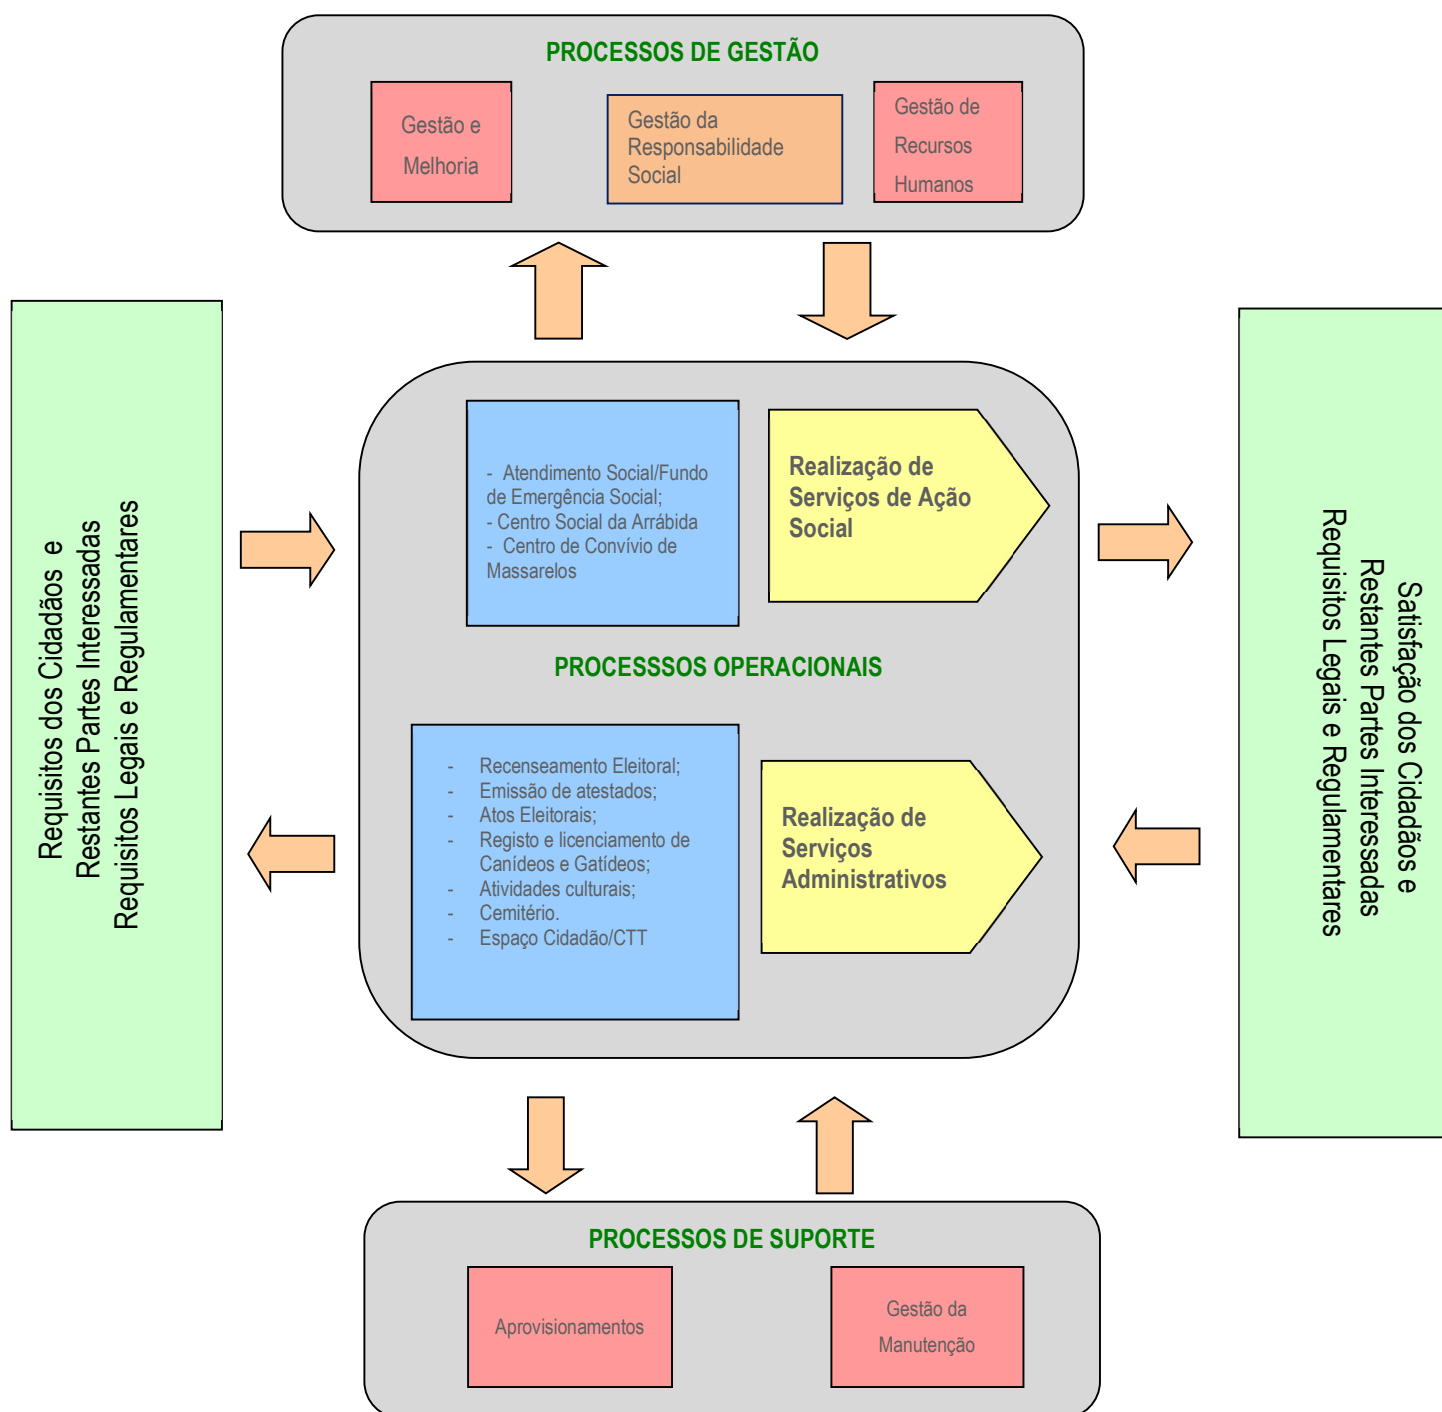 PROCESSOS DE GESTÃO
Gestão e
Melhoria
Gestão da
Responsabilidade
Social
Gestão de
Recursos
Humanos
Requisitos dos Cidadãos e
Restantes Partes Interessadas
Requisitos Legais e Regulamentares
- Atendimento Social/Fundo
de Emergência Social;
- Centro Social da Arrábida
- Centro de Convívio de
Massarelos
Realização de
Serviços de Ação
Social
PROCESSSOS OPERACIONAIS
- Recenseamento Eleitoral;
- Emissão de atestados;
- Atos Eleitorais;
- Registo e licenciamento de
Canídeos e Gatídeos;
- Atividades culturais;
- Cemitério.
- Espaço Cidadão/CTT
Realização de
Serviços
Administrativos
Satisfação dos Cidadãos e
Restantes Partes Interessadas
Requisitos Legais e Regulamentares
PROCESSOS DE SUPORTE
Aprovisionamentos
Gestão da
Manutenção